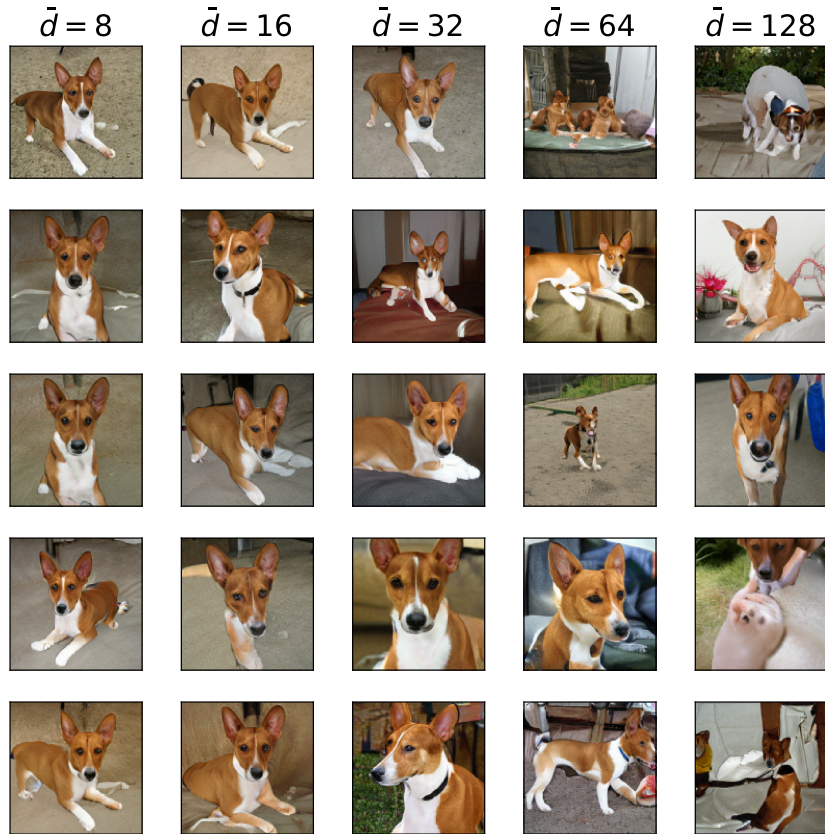 d̄ = 8 d̄ = 16 d̄ = 32 d̄ = 64 d̄ = 128